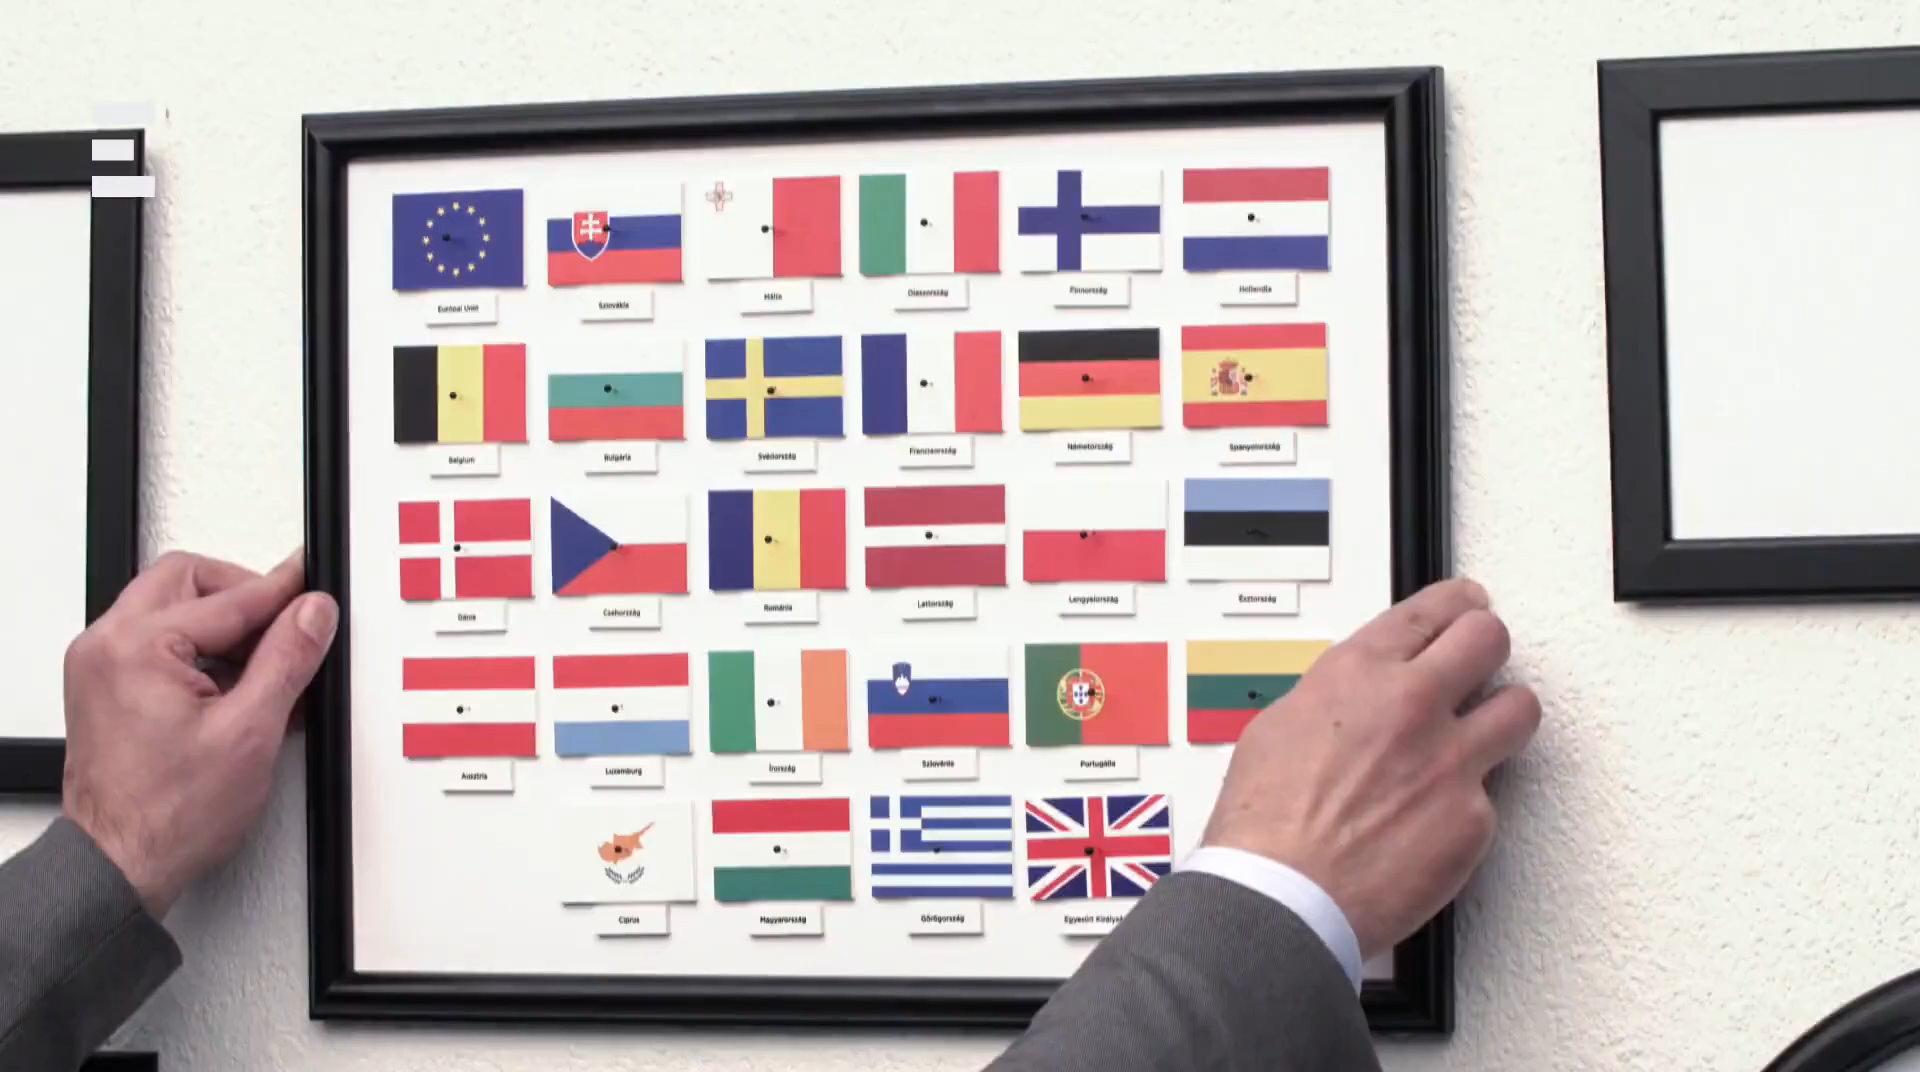 Európai Unió
Szlovákia
Málta
Olaszország
Finnország
Hollandia
Belgium
Bulgária
Svédország
Franciaország
Németország
Spanyolország
Dánia
Csehország
Románia
Lettország
Lengyelország
Észtország
Ausztria
Luxemburg
Írország
Szlovénia
Portugália
Ciprus
Magyarország
Görögország
Egyesült